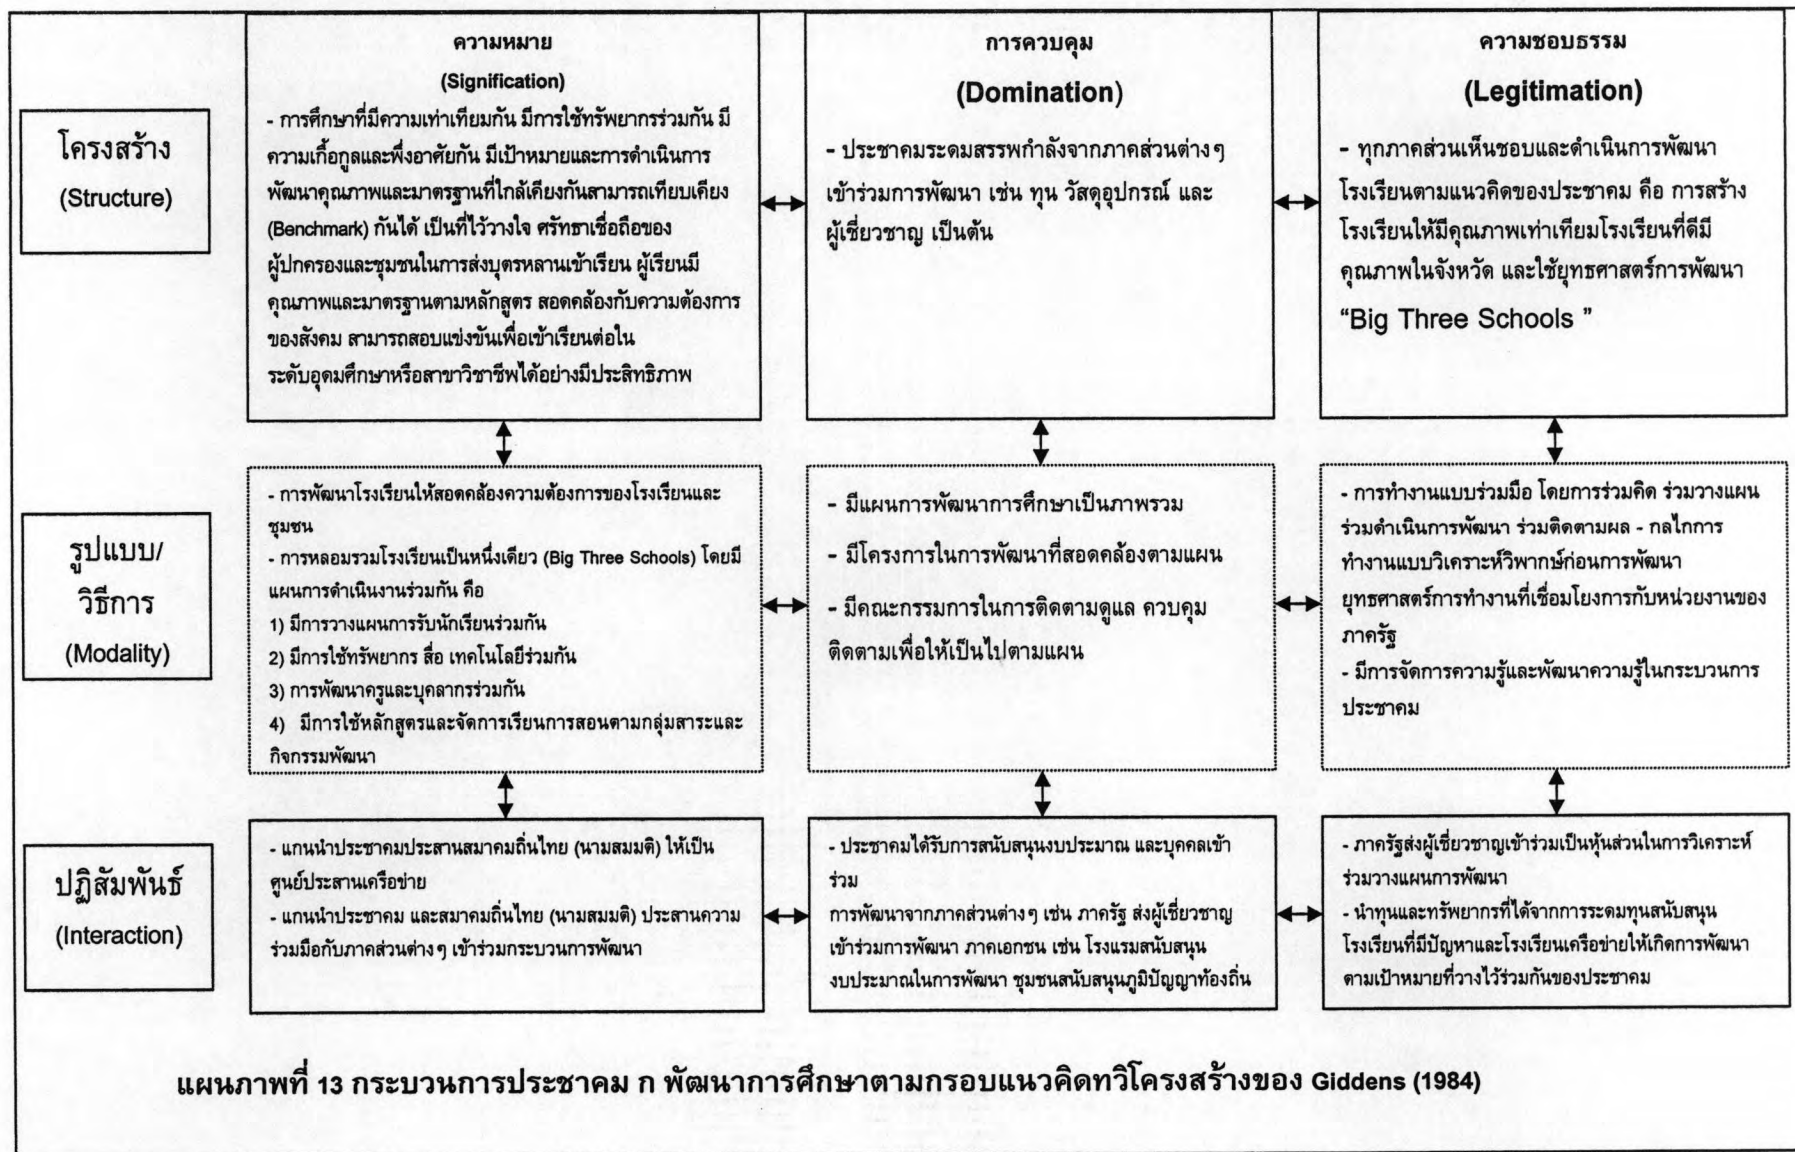 โครงสร้าง
(Structure)
ความหมาย
(Signification)
- การศึกษาที่มีความเท่าเทียมกัน มีการใช้ทรัพยากรร่วมกัน มี
ความเกื้อกูลและพึ่งอาศัยกัน มีเป้าหมายและการดำเนินการ
พัฒนาคุณภาพและมาตรฐานที่ใกล้เคียงกันสามารถเทียบเคียง
(Benchmark) กันได้ เป็นที่ไว้วางใจ ศรัทธาเชื่อถือของ
ผู้ปกครองและชุมชนในการส่งบุตรหลานเข้าเรียน ผู้เรียนมี
คุณภาพและมาตรฐานตามหลักสูตร สอดคล้องกับความต้องการ
ของสังคม สามารถสอบแข่งขันเพื่อเข้าเรียนต่อใน
ระดับอุดมศึกษาหรือสาขาวิชาชีพได้อย่างมีประสิทธิภาพ
การควบคุม
(Domination)
- ประชาคมระดมสรรพกำลังจากภาคส่วนต่างๆ
เข้าร่วมการพัฒนา เช่น ทุน วัสดุอุปกรณ์ และ
ผู้เชี่ยวชาญ เป็นต้น
ความชอบธรรม
(Legitimation)
- ทุกภาคส่วนเห็นชอบและดำเนินการพัฒนา
โรงเรียนตามแนวคิดของประชาคม คือ การสร้าง
โรงเรียนให้มีคุณภาพเท่าเทียมโรงเรียนที่ดีมี
คุณภาพในจังหวัด และใช้ยุทธศาสตร์การพัฒนา
“Big Three Schools ”
รูปแบบ/
วิธีการ
(Modality)
- การพัฒนาโรงเรียนให้สอดคล้องความต้องการของโรงเรียนและ
ชุมชน
- การหลอมรวมโรงเรียนเป็นหนึ่งเดียว (Big Three Schools) โดยมี
แผนการดำเนินงานร่วมกัน คือ
1) มีการวางแผนการรับนักเรียนร่วมกัน
2) มีการใช้ทรัพยากร สื่อ เทคโนโลยีร่วมกัน
3) การพัฒนาครูและบุคลากรร่วมกัน
4) มีการใช้หลักสูตรและจัดการเรียนการสอนตามกลุ่มสาระและ
กิจกรรมพัฒนา
- มีแผนการพัฒนาการศึกษาเป็นภาพรวม
- มีโครงการในการพัฒนาที่สอดคล้องตามแผน
- มีคณะกรรมการในการติดตามดูแล ควบคุม
ติดตามเพื่อให้เป็นไปตามแผน
- การทำงานแบบร่วมมือ โดยการร่วมคิด ร่วมวางแผน
ร่วมดำเนินการพัฒนา ร่วมติดตามผล - กลไกการ
ทำงานแบบวิเคราะห์วิพากษ์ก่อนการพัฒนา
ยุทธศาสตร์การทำงานที่เชื่อมโยงการกับหน่วยงานของ
ภาครัฐ
- มีการจัดการความรู้และพัฒนาความรู้ในกระบวนการ
ประชาคม
ปฏิสัมพันธ์
(Interaction)
- แกนนำประชาคมประสานสมาคมถิ่นไทย (นามสมมติ) ให้เป็น
ศูนย์ประสานเครือข่าย
- แกนนำประชาคม และสมาคมถิ่นไทย (นามสมมติ) ประสานความ
ร่วมมือกับภาคส่วนต่างๆ เข้าร่วมกระบวนการพัฒนา
- ประชาคมได้รับการสนับสนุนงบประมาณ และบุคคลเข้า
ร่วม
การพัฒนาจากภาคส่วนต่างๆ เช่น ภาครัฐ ส่งผู้เชี่ยวชาญ
เข้าร่วมการพัฒนา ภาคเอกชน เช่น โรงแรมสนับสนุน
งบประมาณในการพัฒนา ชุมชนสนับสนุนภูมิปัญญาท้องถิ่น
- ภาครัฐส่งผู้เชี่ยวชาญเข้าร่วมเป็นหุ้นส่วนในการวิเคราะห์
ร่วมวางแผนการพัฒนา
- นำทุนและทรัพยากรที่ได้จากการระดมทุนสนับสนุน
โรงเรียนที่มีปัญหาและโรงเรียนเครือข่ายให้เกิดการพัฒนา
ตามเป้าหมายที่วางไว้ร่วมกันของประชาคม
แผนภาพที่ 13 กระบวนการประชาคม ก พัฒนาการศึกษาตามกรอบแนวคิดทวิโครงสร้างของ Giddens (1984)